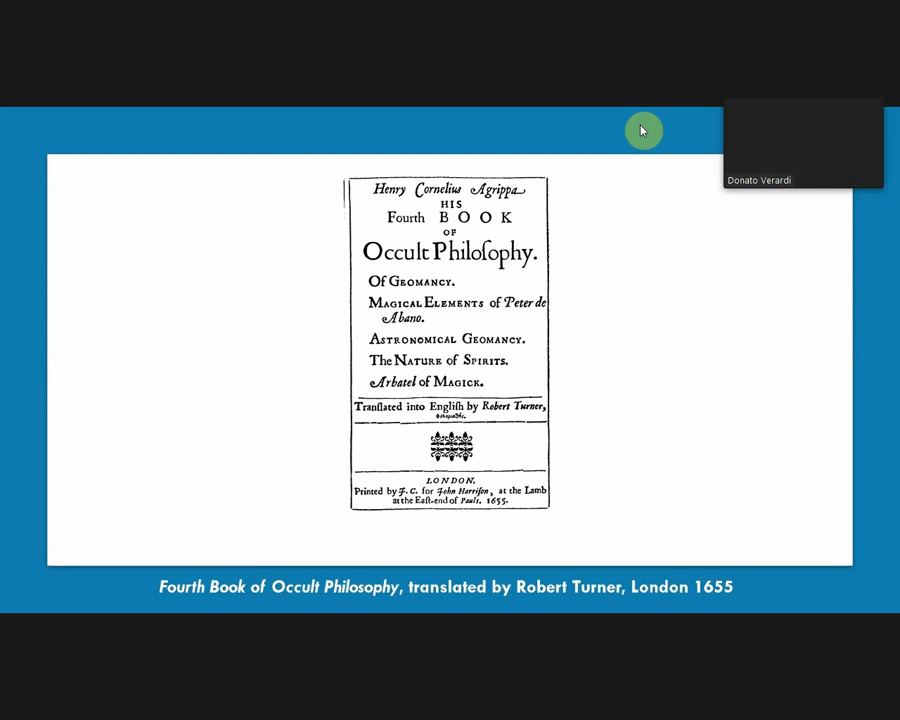 Donato Verardi
Henry Cornelius Agrippa
HIS
Fourth BOOK
OF
Occult Philoſophy.
Of GEOMANCY.
MAGICAL ELEMENTS of Peter de
Abano.
ASTRONOMICAL GEOMANCY.
The NATURE of SPIRITS.
Arbatel of MAGICK.
Tranſlated into Engliſh by Robert Turner,
LONDON,
Printed by J. C. for John Harriſon, at the Lamb
at the Eaſt-end of Pauls. 1655.
Fourth Book of Occult Philosophy, translated by Robert Turner, London 1655